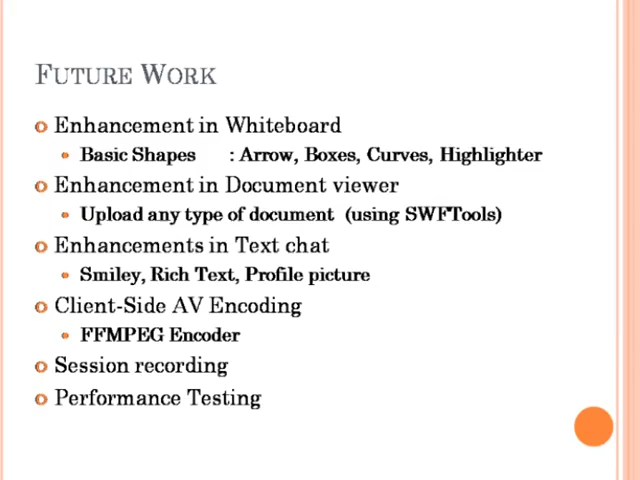 Future Work
Enhancement in Whiteboard
Basic Shapes : Arrow, Boxes, Curves, Highlighter
Enhancement in Document viewer
Upload any type of document (using SWFTools)
Enhancements in Text chat
Smiley, Rich Text, Profile picture
Client-Side AV Encoding
FFMPEG Encoder
Session recording
Performance Testing